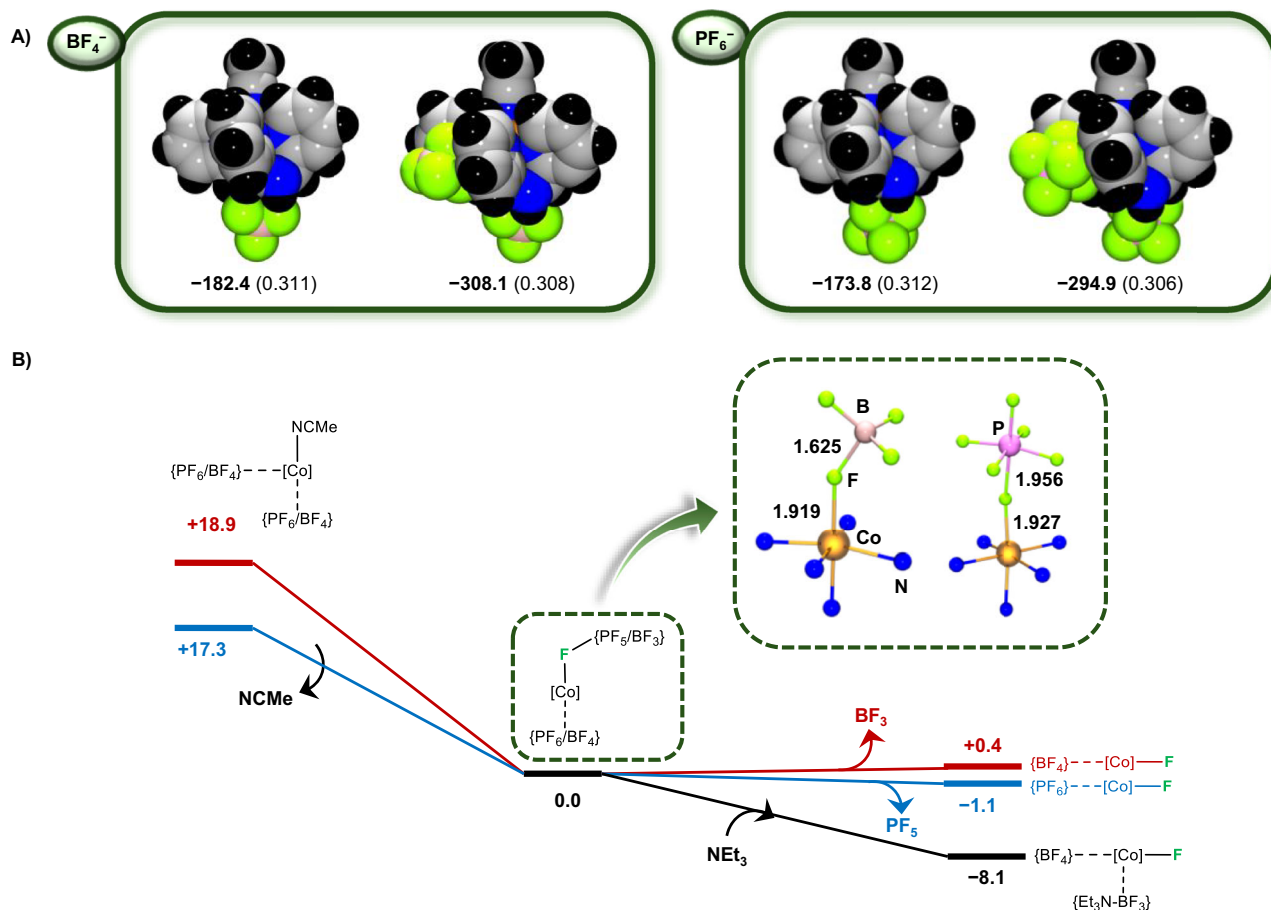 A)
BF₄⁻
PF₆⁻
−182.4 (0.311)
−308.1 (0.308)
−173.8 (0.312)
−294.9 (0.306)
B)
NCMe
{PF₆/BF₄}---[Co]
{PF₆/BF₄}
+18.9
+17.3
NCMe
F
{PF₅/BF₃}
[Co]
{PF₆/BF₄}
0.0
B
1.625
F
1.919
Co
N
P
1.956
1.927
BF₃
+0.4
{BF₄}---[Co]—F
{PF₆}---[Co]—F
−1.1
PF₅
NEt₃
−8.1
{BF₄}---[Co]—F
{Et₃N-BF₃}